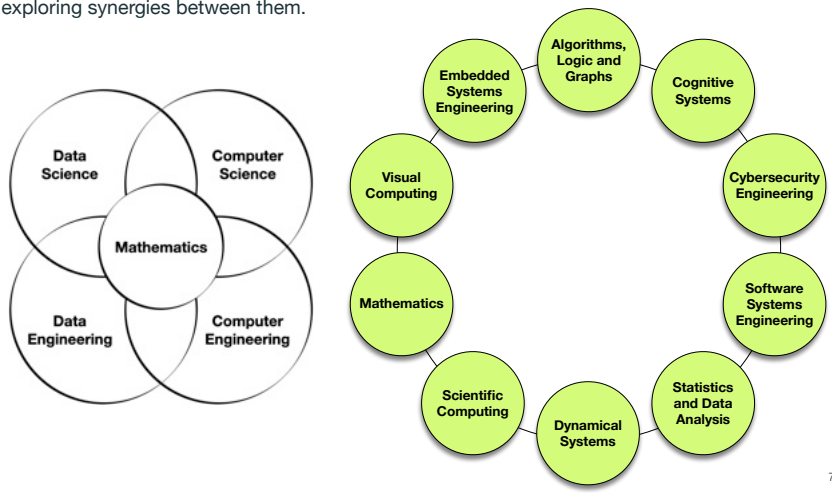 exploring synergies between them.
Data
Science
Computer
Science
Mathematics
Data
Engineering
Computer
Engineering
Algorithms,
Logic and
Graphs
Cognitive
Systems
Cybersecurity
Engineering
Software
Systems
Engineering
Statistics
and Data
Analysis
Dynamical
Systems
Scientific
Computing
Mathematics
Visual
Computing
Embedded
Systems
Engineering
7